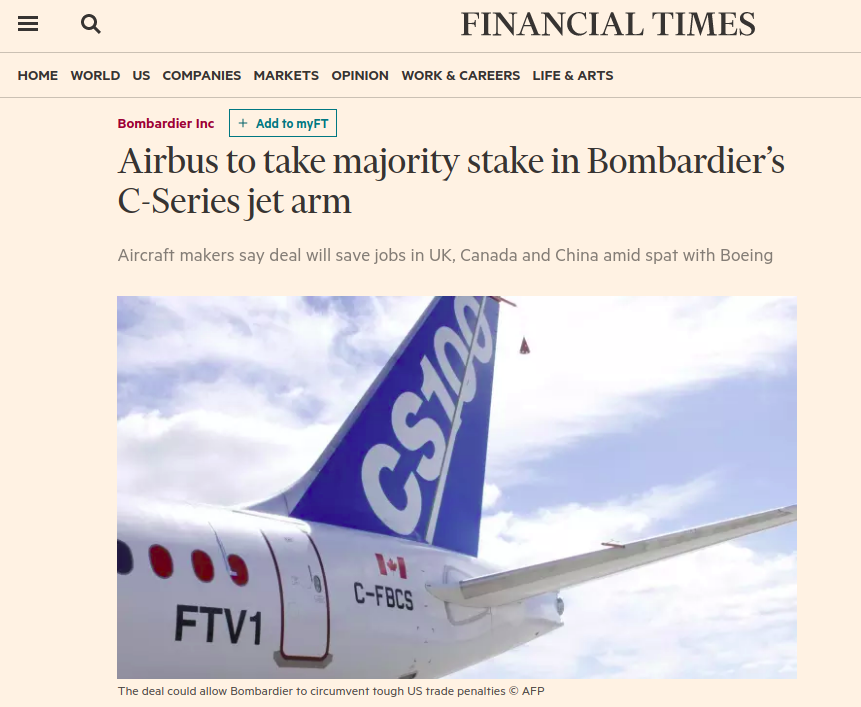 FINANCIAL TIMES
HOME WORLD US COMPANIES MARKETS OPINION WORK & CAREERS LIFE & ARTS
Bombardier Inc + Add to myFT
Airbus to take majority stake in Bombardier’s
C-Series jet arm
Aircraft makers say deal will save jobs in UK, Canada and China amid spat with Boeing
CS100
C-FBCS
FTV1
The deal could allow Bombardier to circumvent tough US trade penalties © AFP